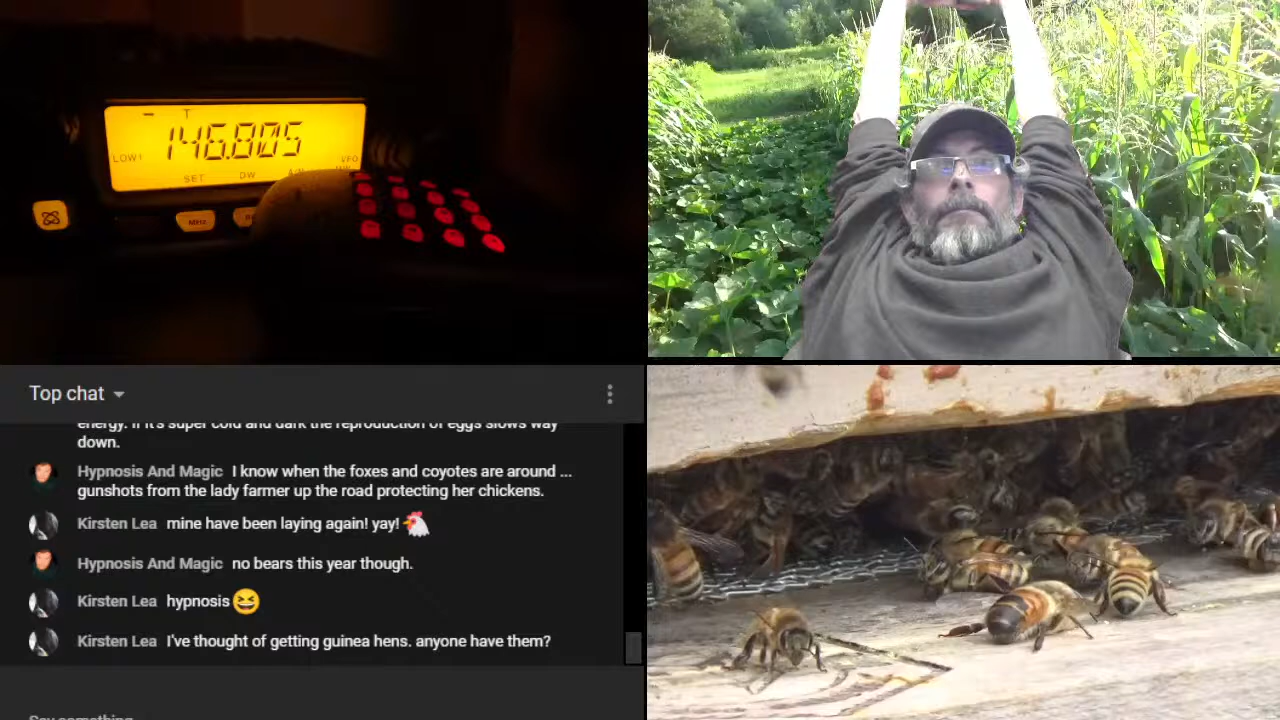 T
146.805
LOW!
VFO
SET
DW
MHz
Top chat
energy. If it's super cold and dark the reproduction of eggs slows way
down.
Hypnosis And Magic I know when the foxes and coyotes are around ...
gunshots from the lady farmer up the road protecting her chickens.
Kirsten Lea mine have been laying again! yay!
Hypnosis And Magic no bears this year though.
Kirsten Lea hypnosis
Kirsten Lea I've thought of getting guinea hens. anyone have them?
Say something